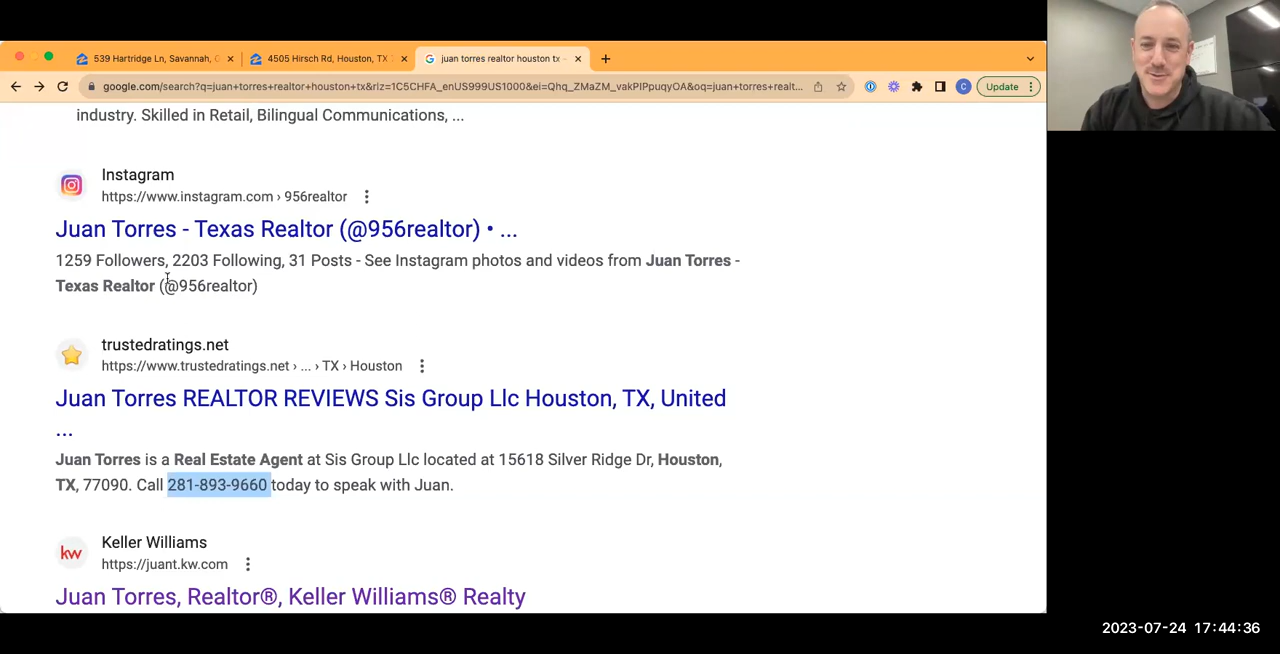 539 Hartridge Ln, Savannah,
4505 Hirsch Rd, Houston, TX
juan torres realtor houston tx -
google.com/search?q=juan+torres+realtor+houston+tx&rlz=1C5CHFA_enUS999US1000&ei=Qhq_ZMaZM_vakPIPpuqyOA&oq=juan+torres+realt...
C
Update
industry. Skilled in Retail, Bilingual Communications, ...
Instagram
https://www.instagram.com › 956realtor
Juan Torres - Texas Realtor (@956realtor) • ...
1259 Followers, 2203 Following, 31 Posts - See Instagram photos and videos from Juan Torres -
Texas Realtor (@956realtor)
trustedratings.net
https://www.trustedratings.net › ... › TX › Houston
Juan Torres REALTOR REVIEWS Sis Group Llc Houston, TX, United
...
Juan Torres is a Real Estate Agent at Sis Group Llc located at 15618 Silver Ridge Dr, Houston,
TX, 77090. Call 281-893-9660 today to speak with Juan.
kw
Keller Williams
https://juant.kw.com
Juan Torres, Realtor®, Keller Williams® Realty
2023-07-24 17:44:36